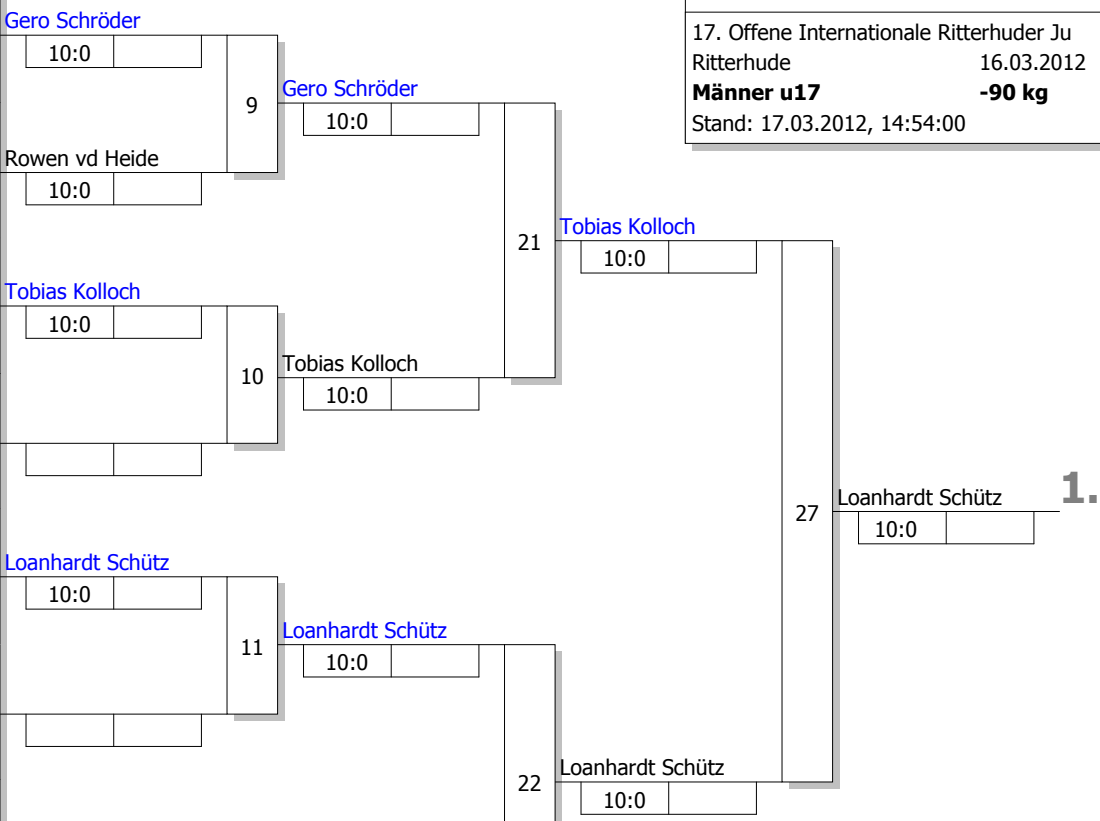 Gero Schröder
10:0
9
Rowen vd Heide
10:0
Tobias Kolloch
10:0
10
Loanhardt Schütz
10:0
11
Gero Schröder
10:0
21
Tobias Kolloch
10:0
Loanhardt Schütz
10:0
22
Tobias Kolloch
10:0
27
Loanhardt Schütz
10:0
Loanhardt Schütz 1.
10:0
17. Offene Internationale Ritterhuder Ju
Ritterhude 16.03.2012
Männer u17 -90 kg
Stand: 17.03.2012, 14:54:00